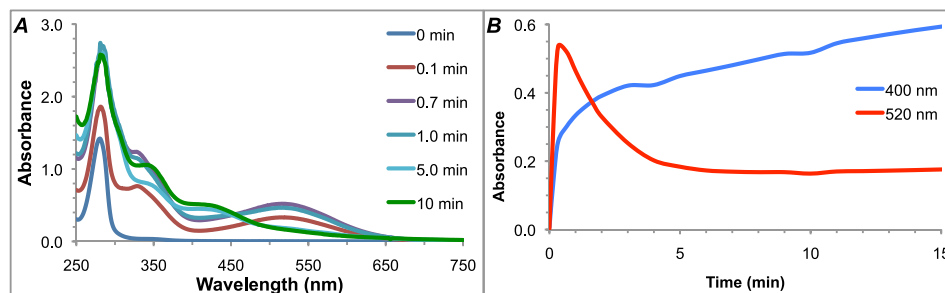 A
Absorbance
3.0
2.0
1.0
0.0
250
350
450
550
650
750
Wavelength (nm)
0 min
0.1 min
0.7 min
1.0 min
5.0 min
10 min
B
Absorbance
0.6
0.4
0.2
0.0
0
5
10
15
Time (min)
400 nm
520 nm